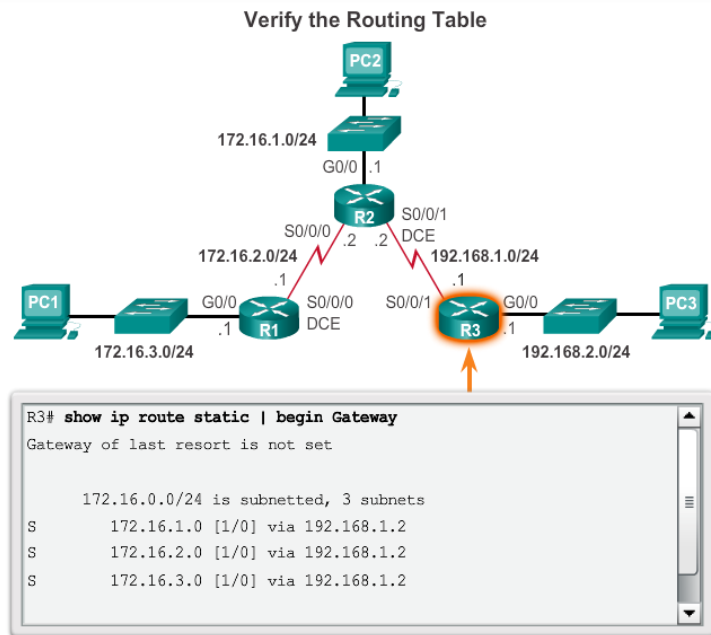 Verify the Routing Table
PC2
172.16.1.0/24
G0/0 .1
R2
S0/0/0 S0/0/1
.2 .2 DCE
172.16.2.0/24 192.168.1.0/24
.1 .1
PC1 G0/0 S0/0/0 S0/0/1 G0/0 PC3
.1 R1 DCE R3 .1
172.16.3.0/24 192.168.2.0/24
R3# show ip route static | begin Gateway
Gateway of last resort is not set
172.16.0.0/24 is subnetted, 3 subnets
S 172.16.1.0 [1/0] via 192.168.1.2
S 172.16.2.0 [1/0] via 192.168.1.2
S 172.16.3.0 [1/0] via 192.168.1.2